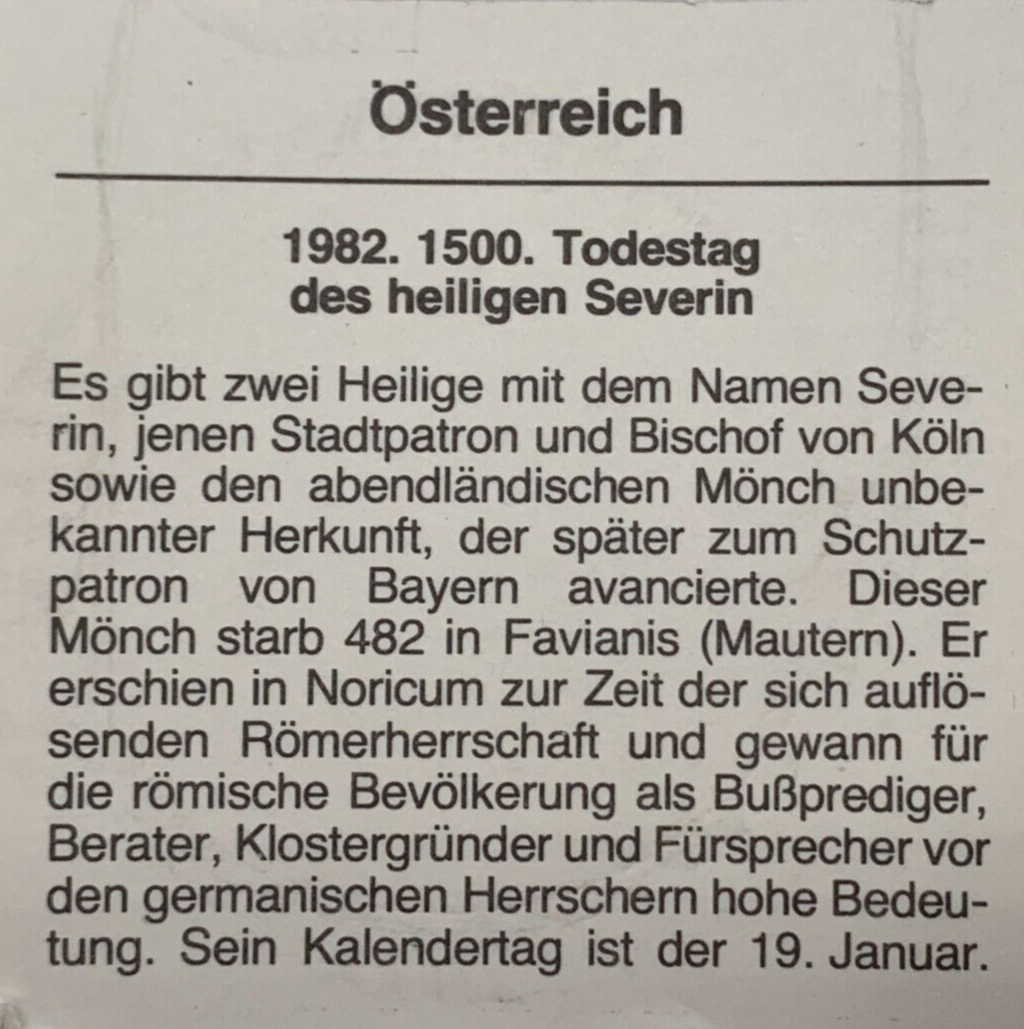 Österreich
1982. 1500. Todestag
des heiligen Severin
Es gibt zwei Heilige mit dem Namen Seve-
rin, jenen Stadtpatron und Bischof von Köln
sowie den abendländischen Mönch unbe-
kannter Herkunft, der später zum Schutz-
patron von Bayern avancierte. Dieser
Mönch starb 482 in Favianis (Mautern). Er
erschien in Noricum zur Zeit der sich auflö-
senden Römerherrschaft und gewann für
die römische Bevölkerung als Bußprediger,
Berater, Klostergründer und Fürsprecher vor
den germanischen Herrschern hohe Bedeu-
tung. Sein Kalendertag ist der 19. Januar.